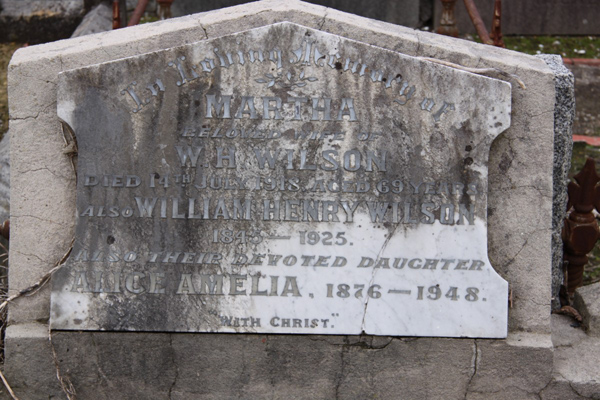 In Loving Memory of
MARTHA
BELOVED WIFE OF
W. H. WILSON
DIED 14TH JULY 1918. AGED 69 YEARS
ALSO WILLIAM HENRY WILSON
— 1925.
ALSO THEIR DEVOTED DAUGHTER
ALICE AMELIA, 1876—1948.
"WITH CHRIST."